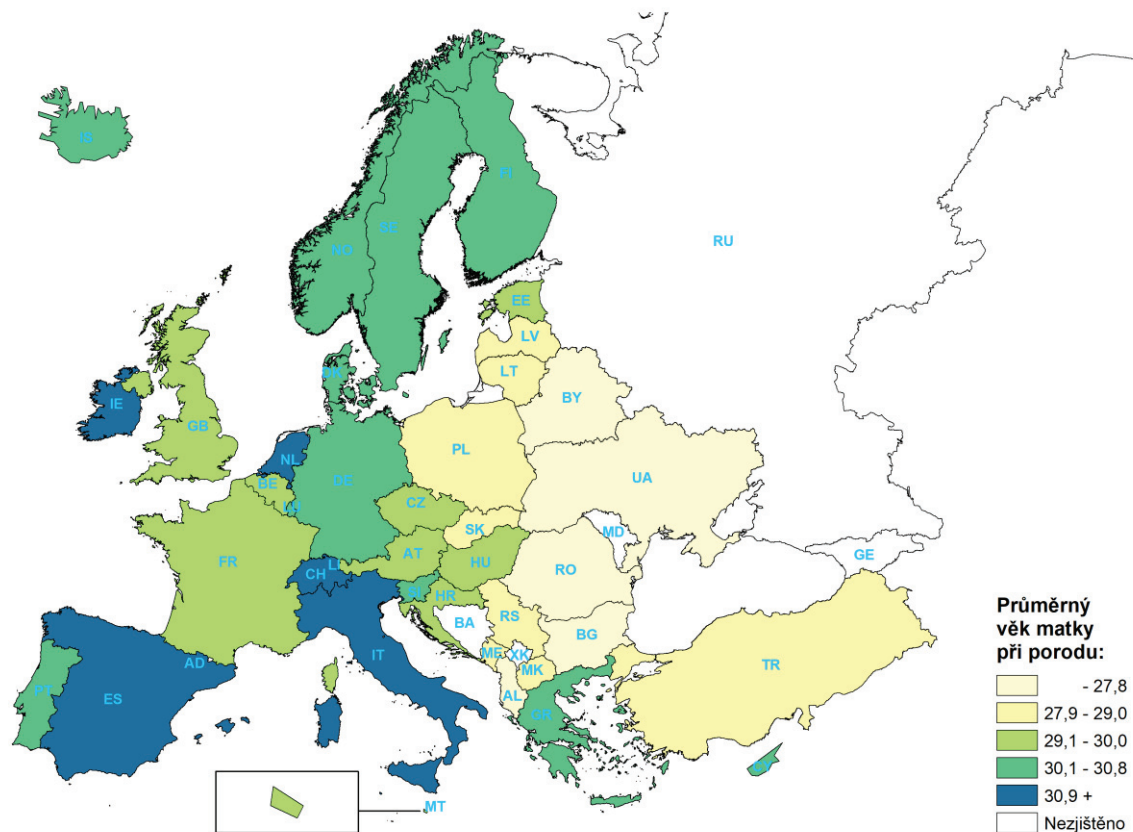 IS
FI
SE
NO
RU
EE
LV
DK
LT
BY
IE
GB
PL
NL
UA
BE
DE
CZ
LU
SK
MD
AT
HU
GE
FR
LI
CH
RO
SI
HR
RS
BA
BG
IT
ME
XK
AD
MK
TR
PT
ES
AL
GR
CY
MT
Průměrný
věk matky
při porodu:
- 27,8
27,9 - 29,0
29,1 - 30,0
30,1 - 30,8
30,9 +
Nezjištěno